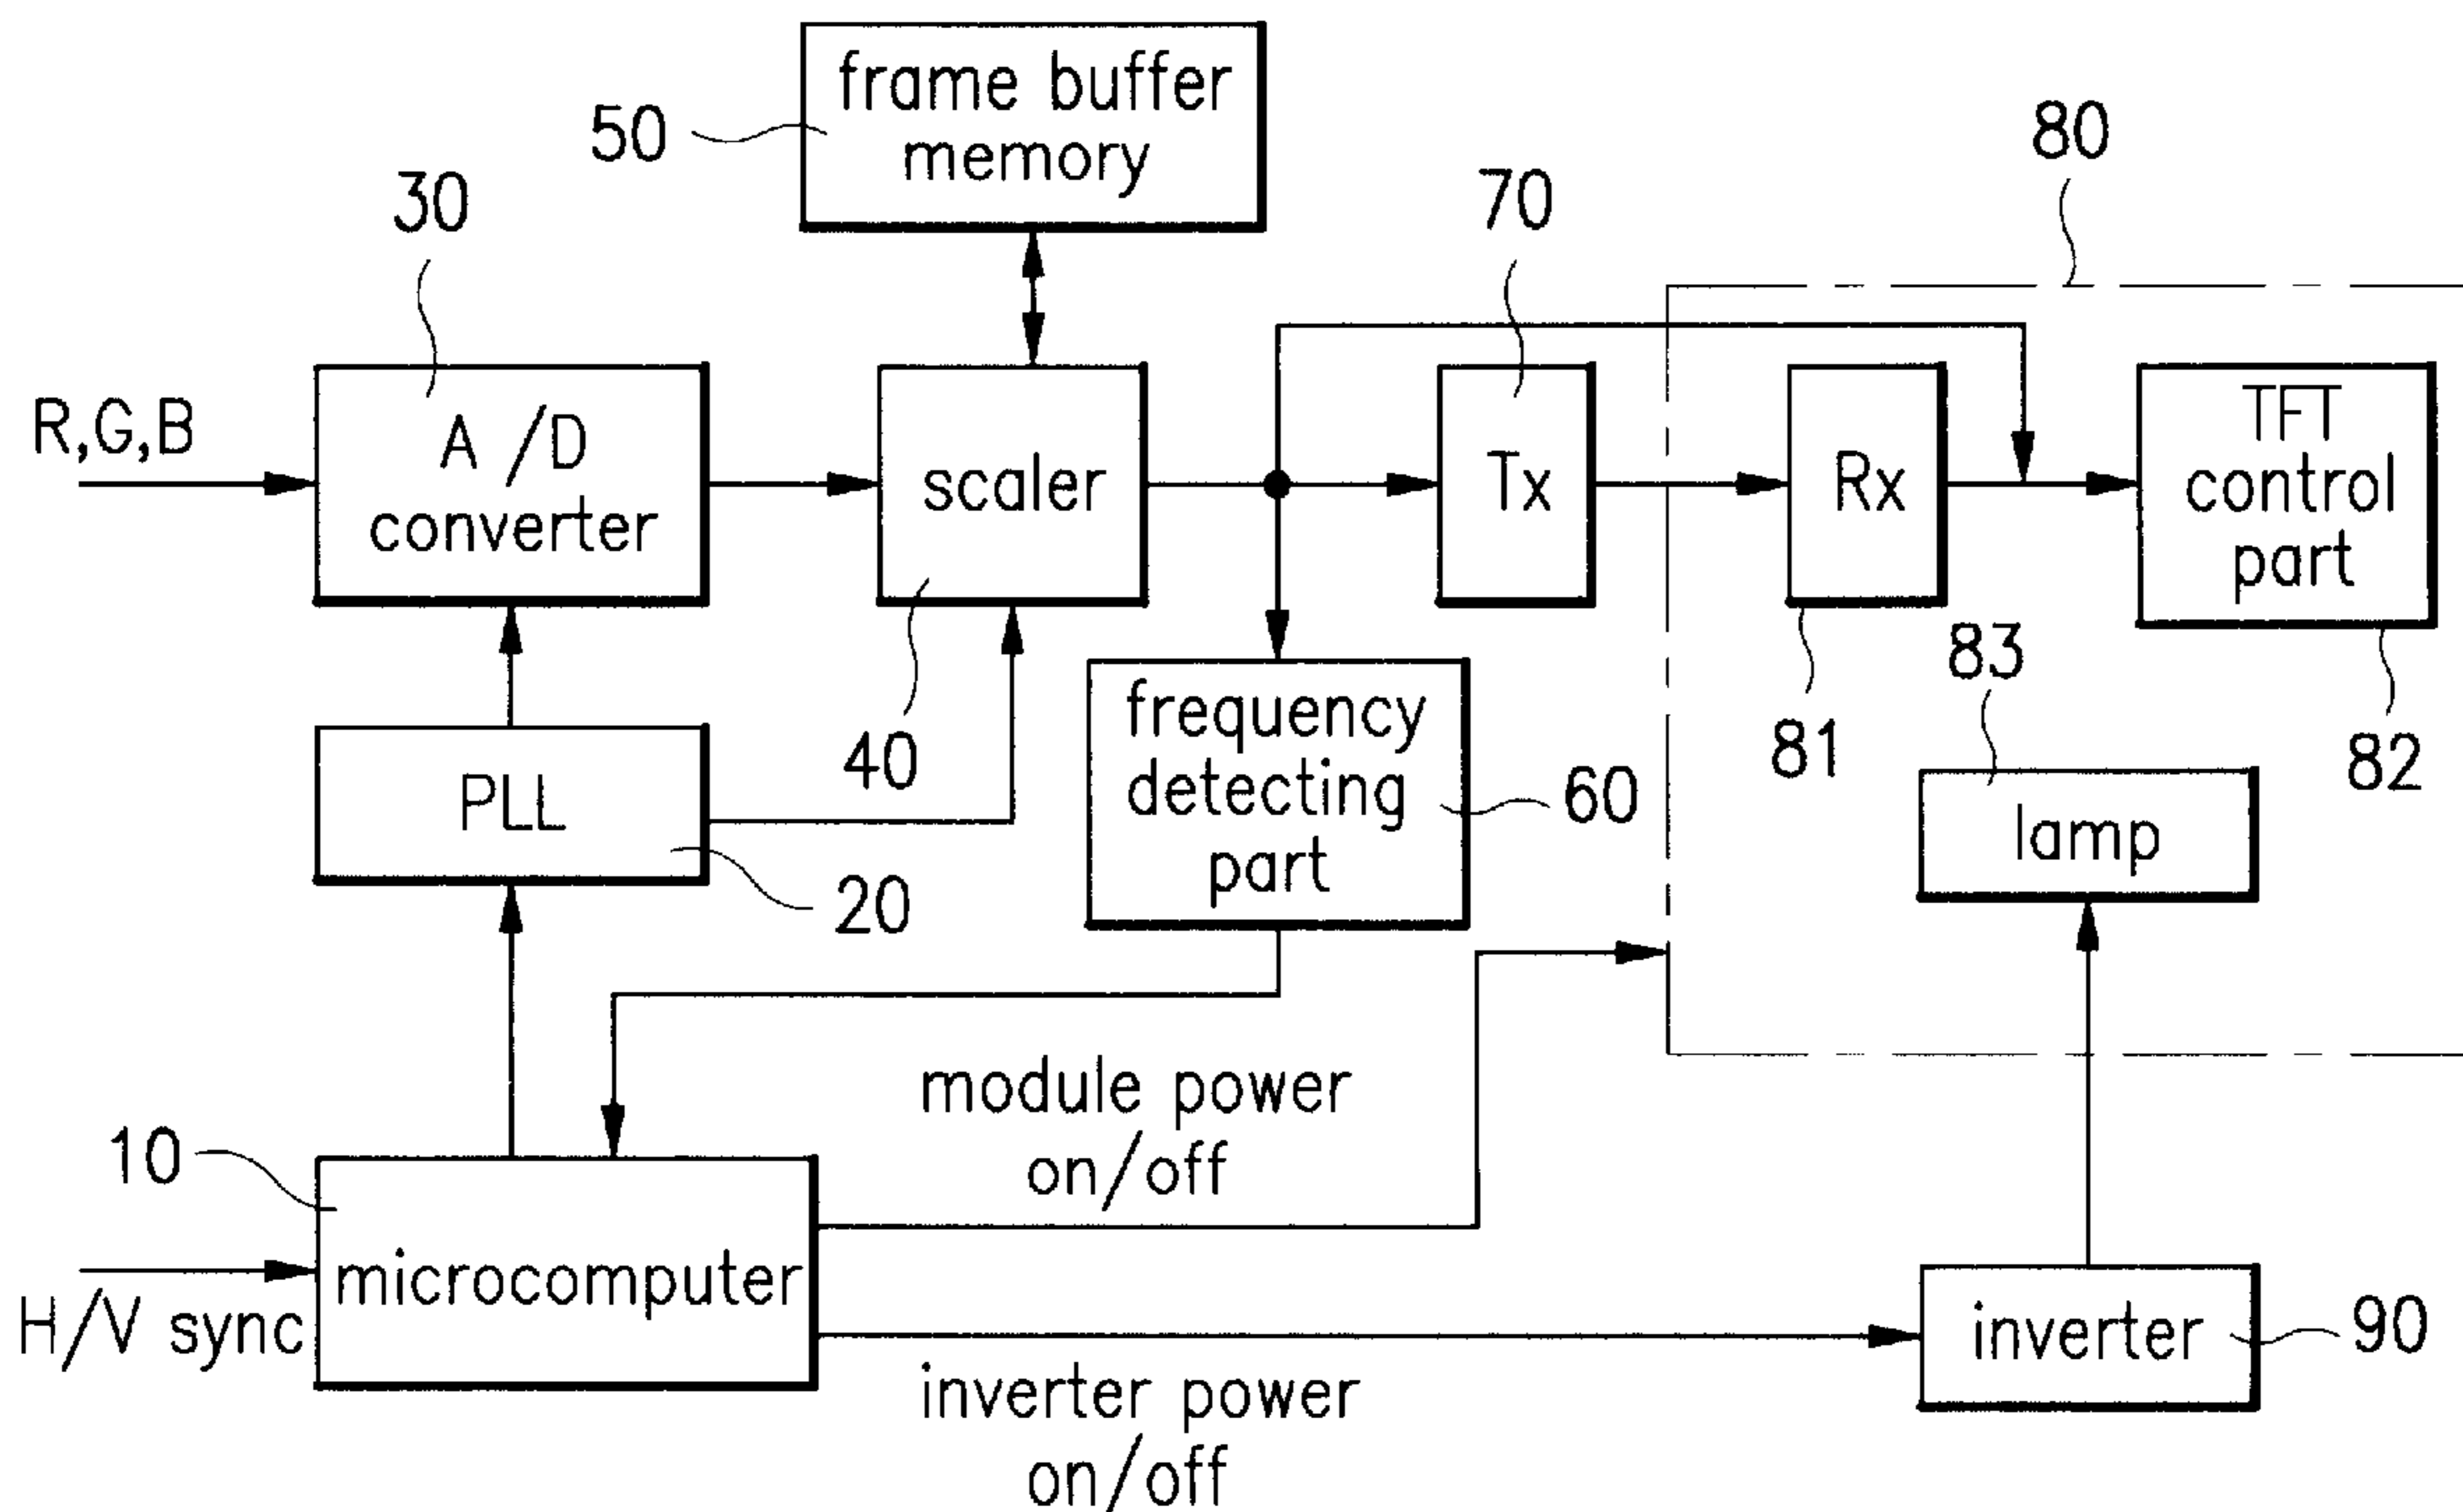 frame buffer
memory
50
80
30
70
R,G,B
A /D
converter
scaler
Tx
Rx
TFT
control
part
83
frequency
detecting
part
40
60
81
82
PLL
lamp
20
module power
on/off
10
microcomputer
H/V sync
inverter
90
inverter power
on/off